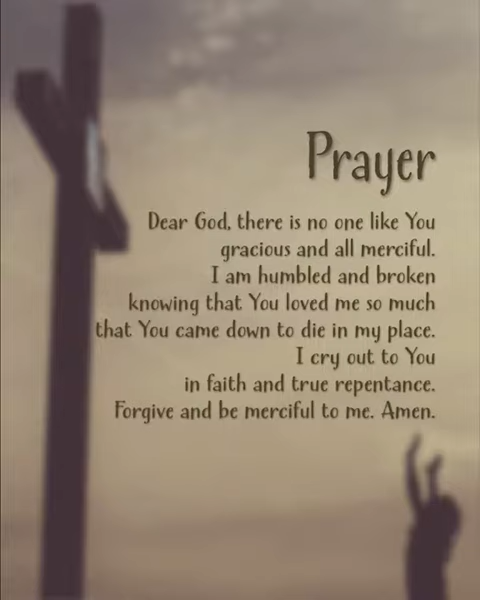 Prayer
Dear God, there is no one like You
gracious and all merciful.
I am humbled and broken
knowing that You loved me so much
that You came down to die in my place.
I cry out to You
in faith and true repentance.
Forgive and be merciful to me. Amen.